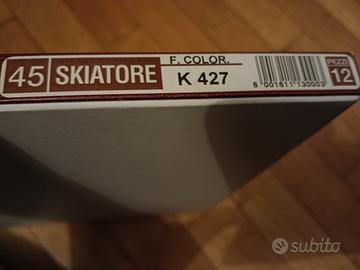 45 SKIATORE
F. COLOR.
K 427
8 001611 130003
PEZZI
12
subito